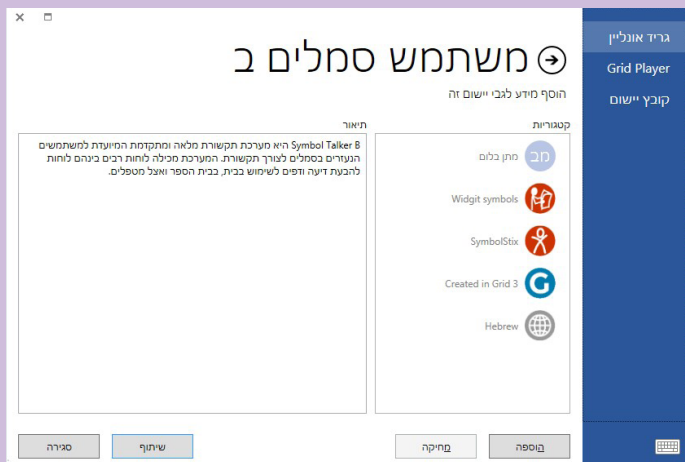 גריד אונליין
Grid Player
קובץ יישום
משתמש סמלים ב
הוסף מידע לגבי יישום זה
קטגוריות
מב
מתן בלום
Widgit symbols
SymbolStix
G
Created in Grid 3
Hebrew
הוספה
מחיקה
תיאור
Symbol Talker B היא מערכת תקשורת מלאה ומתקדמת המיועדת למשתמשים
הנעזרים בסמלים לצורך תקשורת. המערכת מכילה לוחות רבים בינהם לוחות
להבעת דיעה ודפים לשימוש בבית, בבית הספר ואצל מטפלים.
שיתוף
סגירה